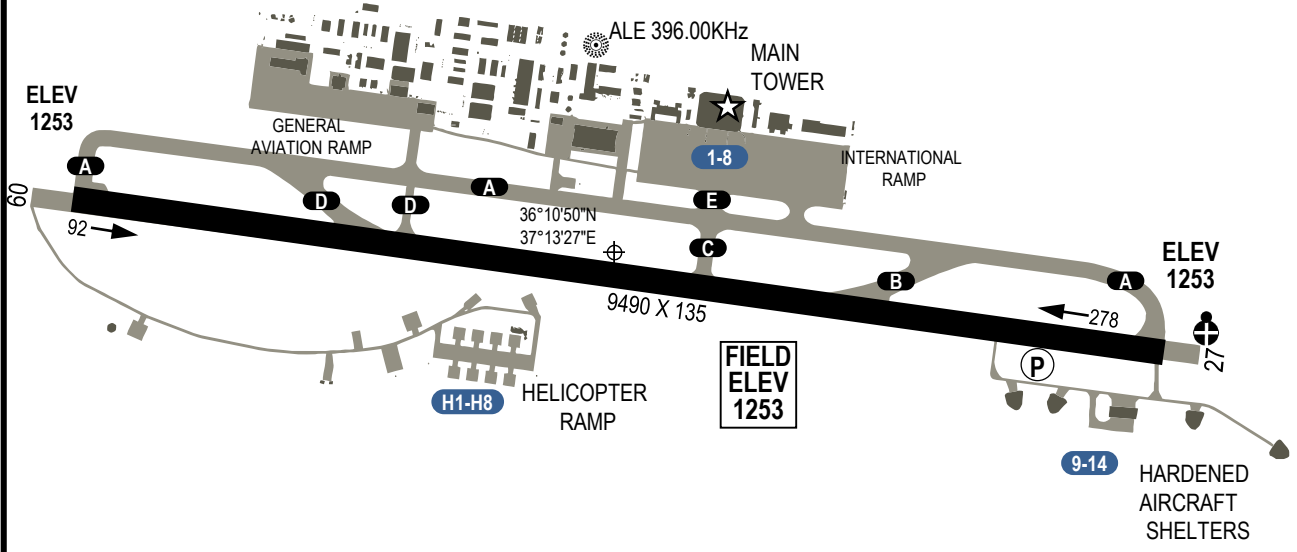 ALE 396.00KHz
MAIN
TOWER
ELEV
1253
GENERAL
AVIATION RAMP
1-8
INTERNATIONAL
RAMP
A
09
D
D
A
E
92
36°10'50"N
37°13'27"E
C
B
A
ELEV
1253
9490 X 135
278
27
FIELD
ELEV
1253
P
H1-H8
HELICOPTER
RAMP
9-14
HARDENED
AIRCRAFT
SHELTERS